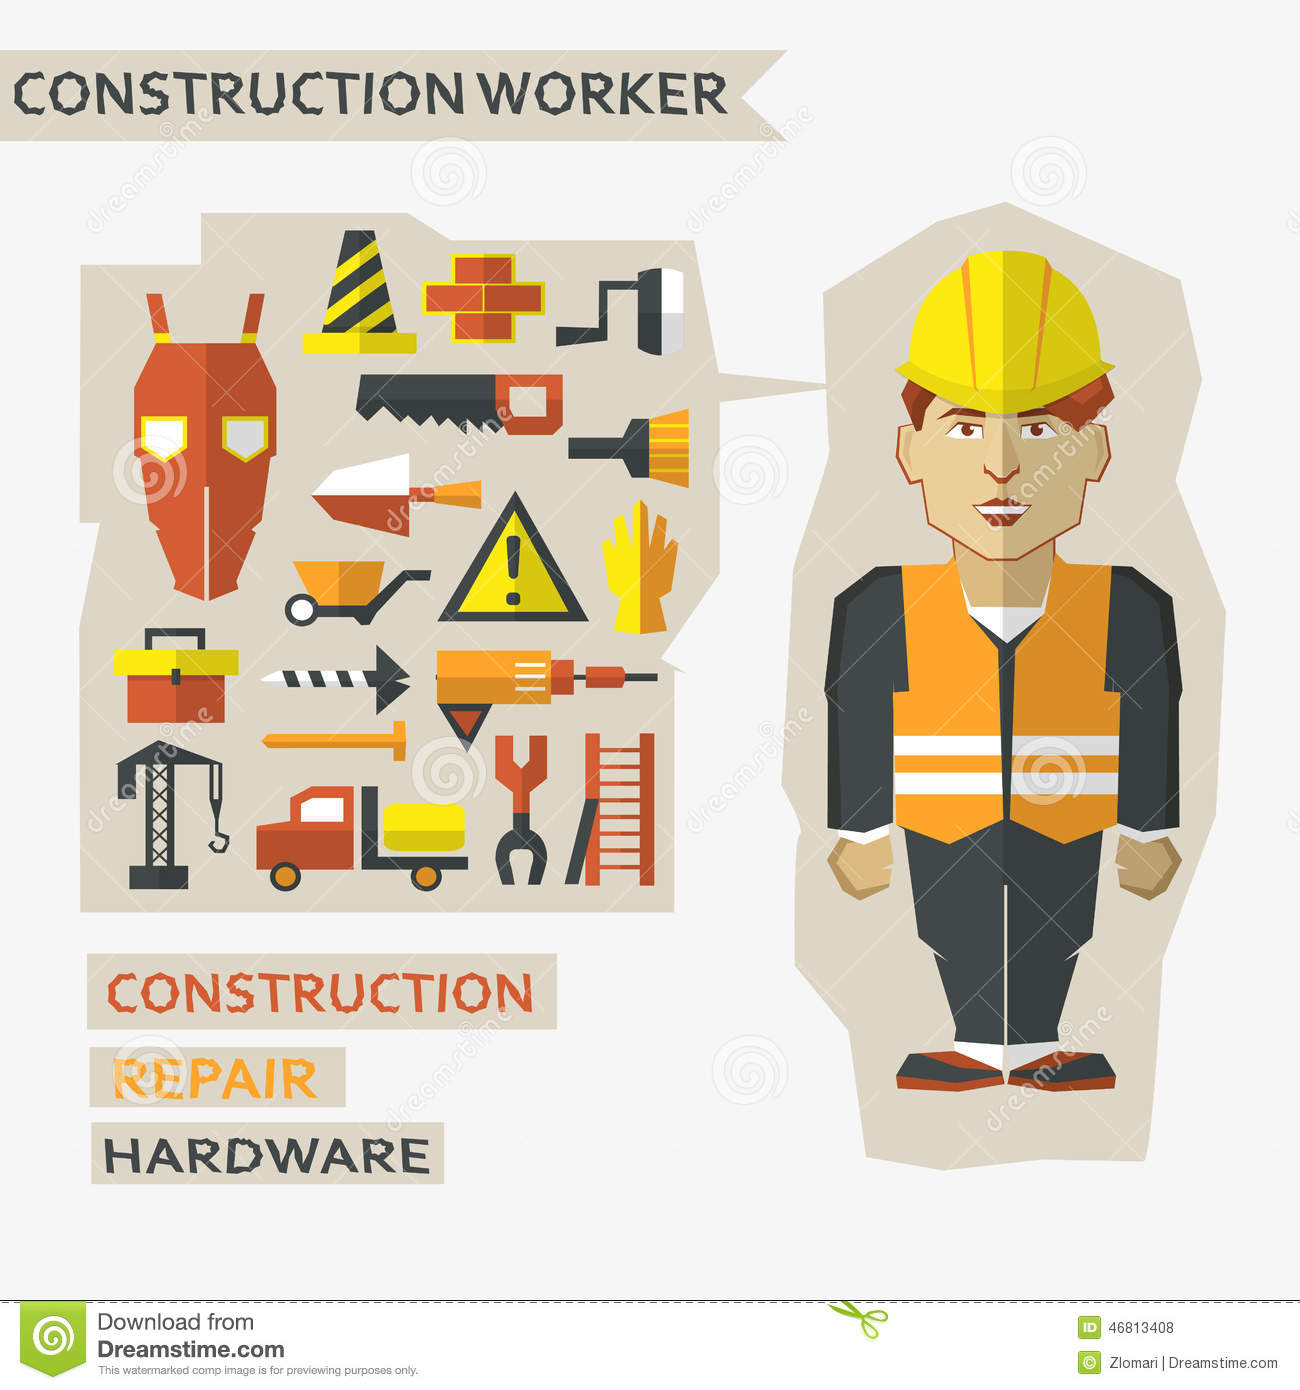 CONSTRUCTION WORKER
CONSTRUCTION
REPAIR
HARDWARE
Download from
Dreamstime.com
This watermarked comp image is for previewing purposes only.
ID 46813408
© Zlomari | Dreamstime.com
dreamstime